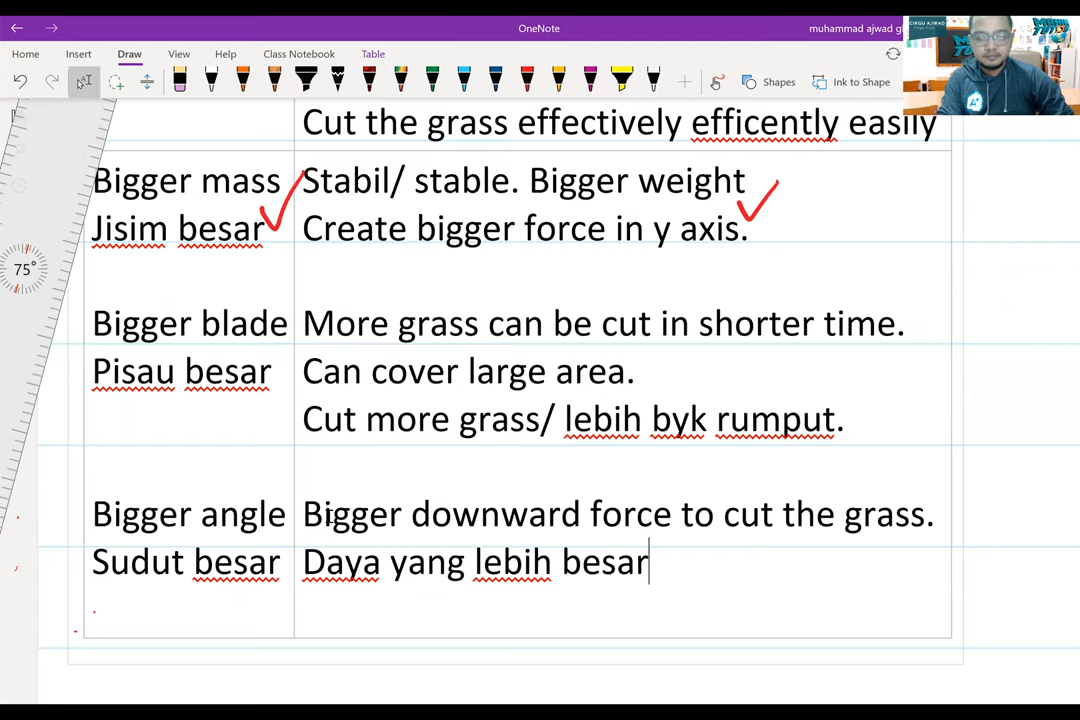 OneNote
muhammad ajwad g
CIKGU AJWAD
Home Insert Draw View Help Class Notebook Table
Shapes Ink to Shape
Cut the grass effectively efficently easily
Bigger mass Stabil/ stable. Bigger weight
Jisim besar Create bigger force in y axis.
75°
Bigger blade More grass can be cut in shorter time.
Pisau besar Can cover large area.
Cut more grass/ lebih byk rumput.
Bigger angle Bigger downward force to cut the grass.
Sudut besar Daya yang lebih besar